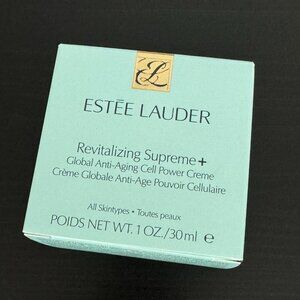 EL
ESTĒE LAUDER
Revitalizing Supreme+
Global Anti-Aging Cell Power Creme
Crème Globale Anti-Age Pouvoir Cellulaire
All Skintypes • Toutes peaux
POIDS NET WT. 1 OZ./30 ml ℮